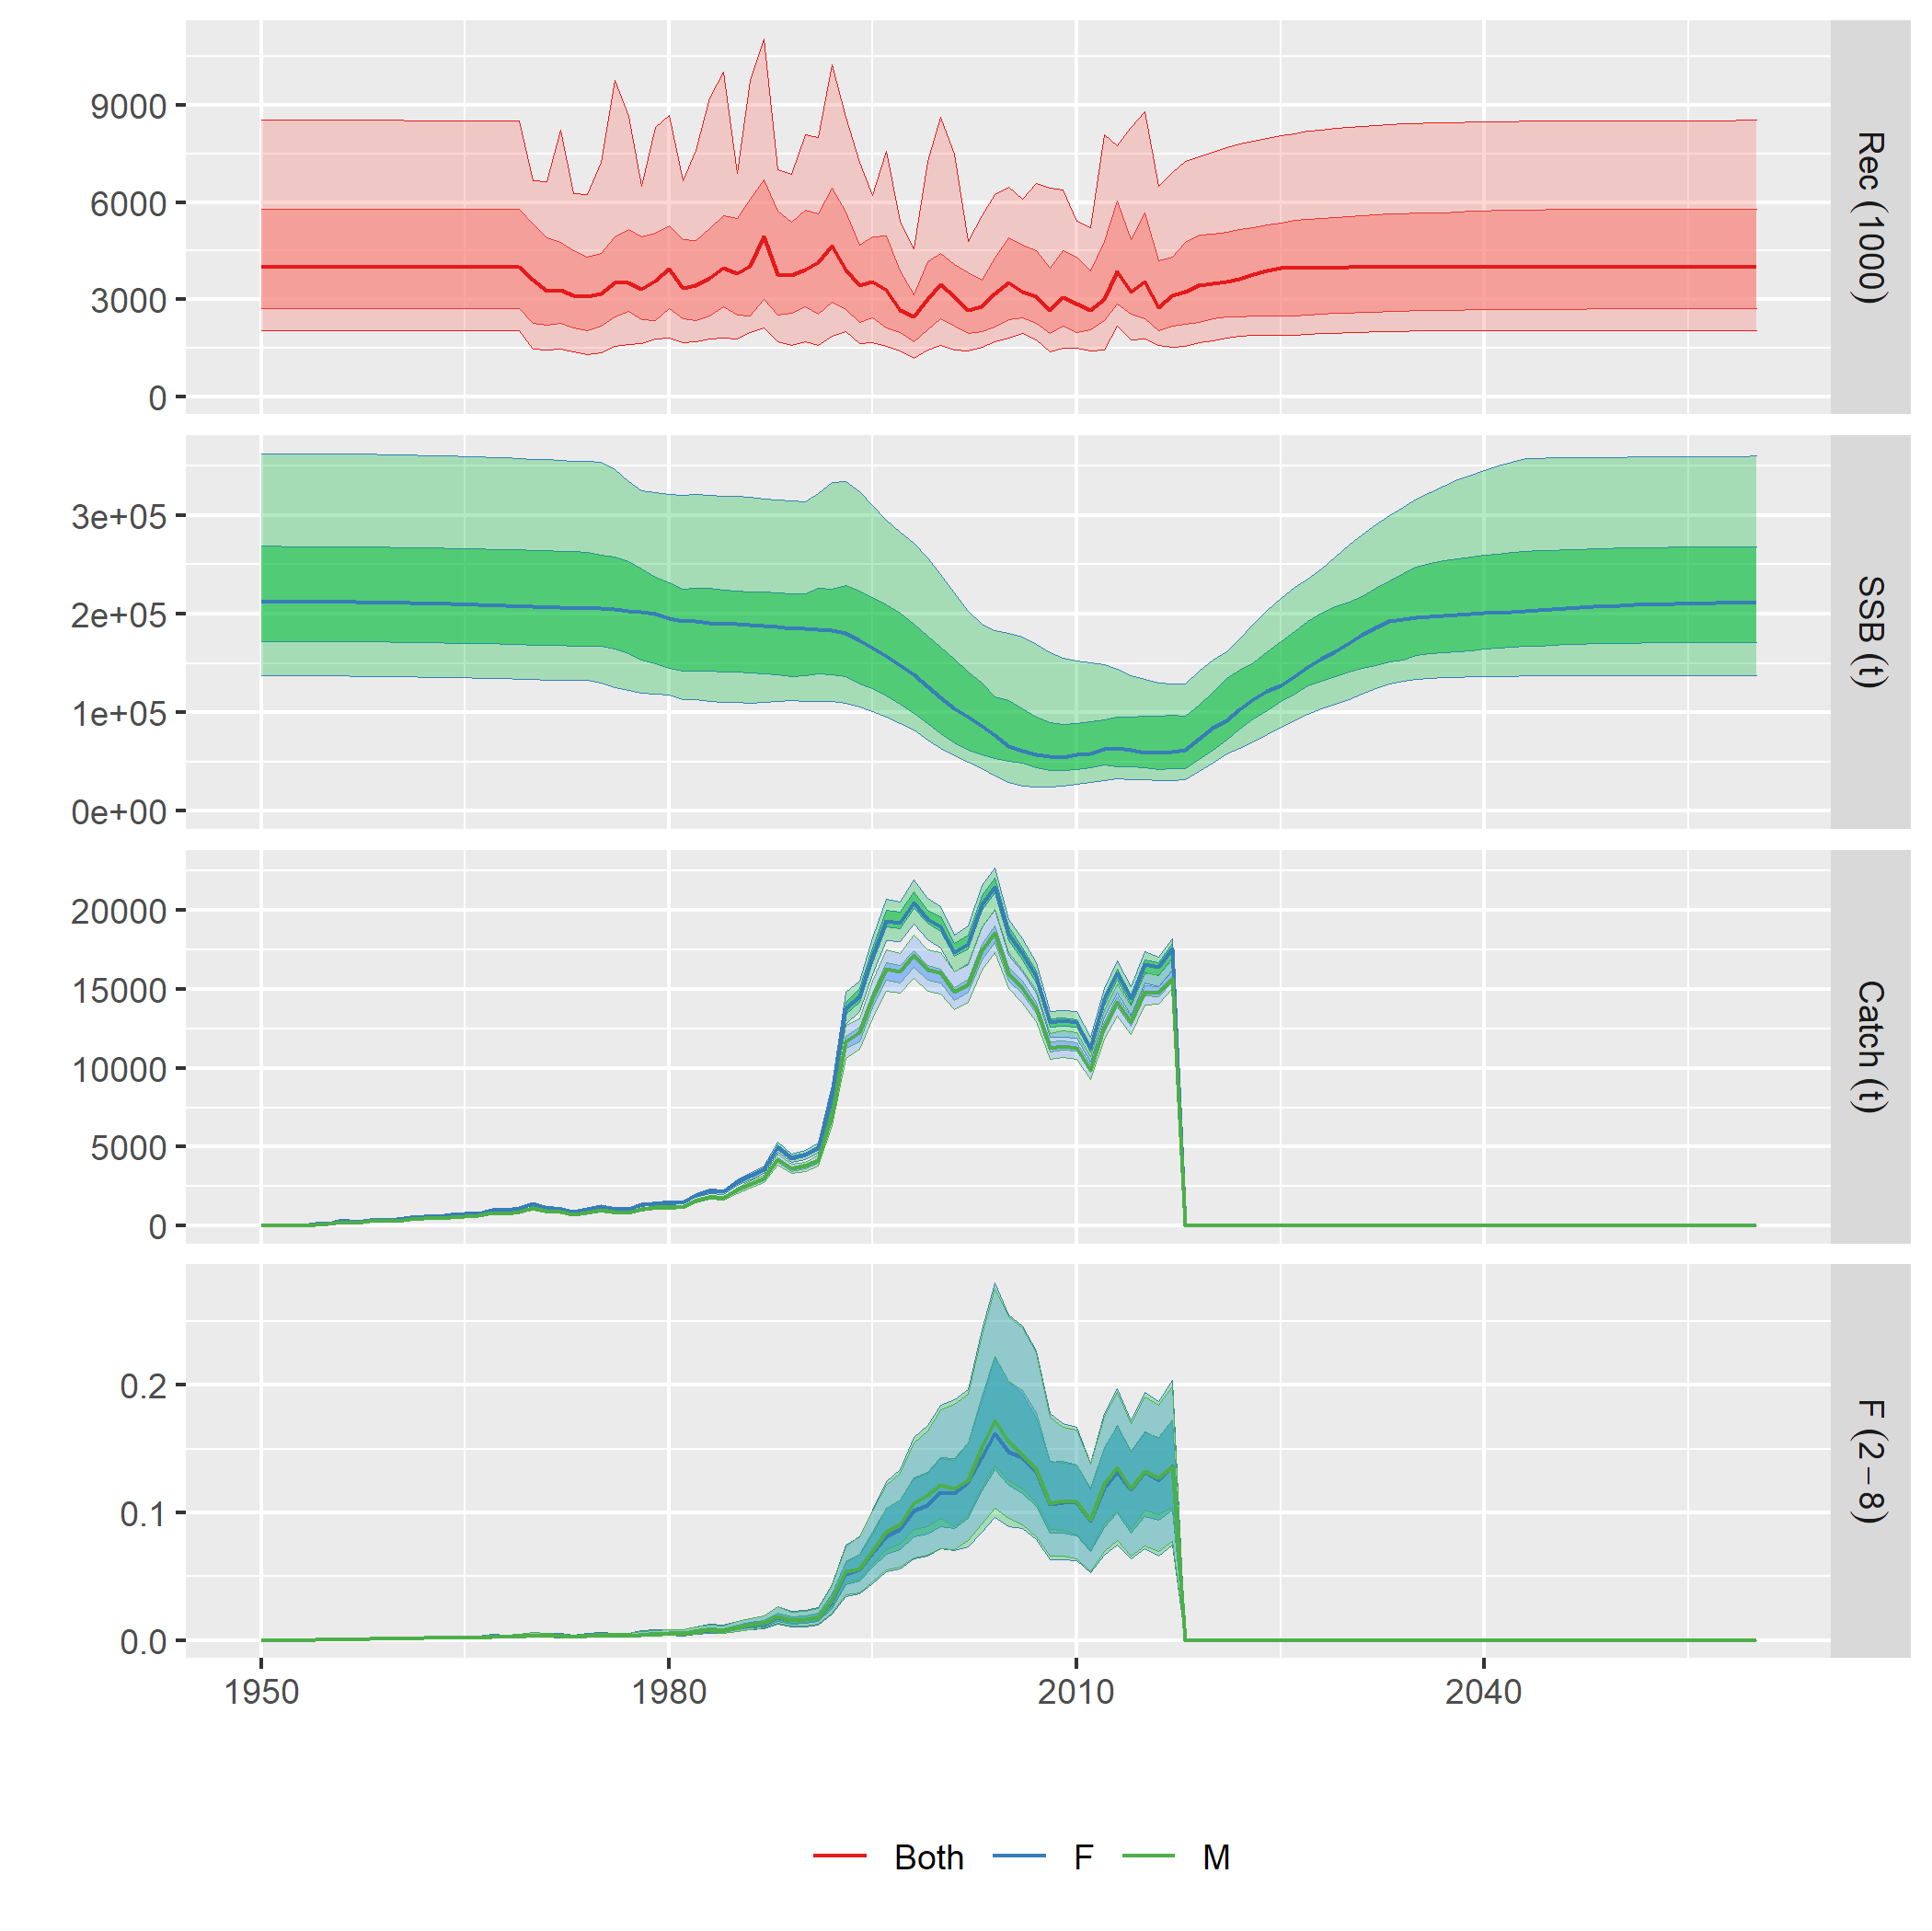 9000
6000
3000
0
Rec (1000)
3e+05
2e+05
1e+05
0e+00
SSB (t)
20000
15000
10000
5000
0
Catch (t)
0.2
0.1
0.0
F (2 − 8)
1950 1980 2010 2040
Both F M